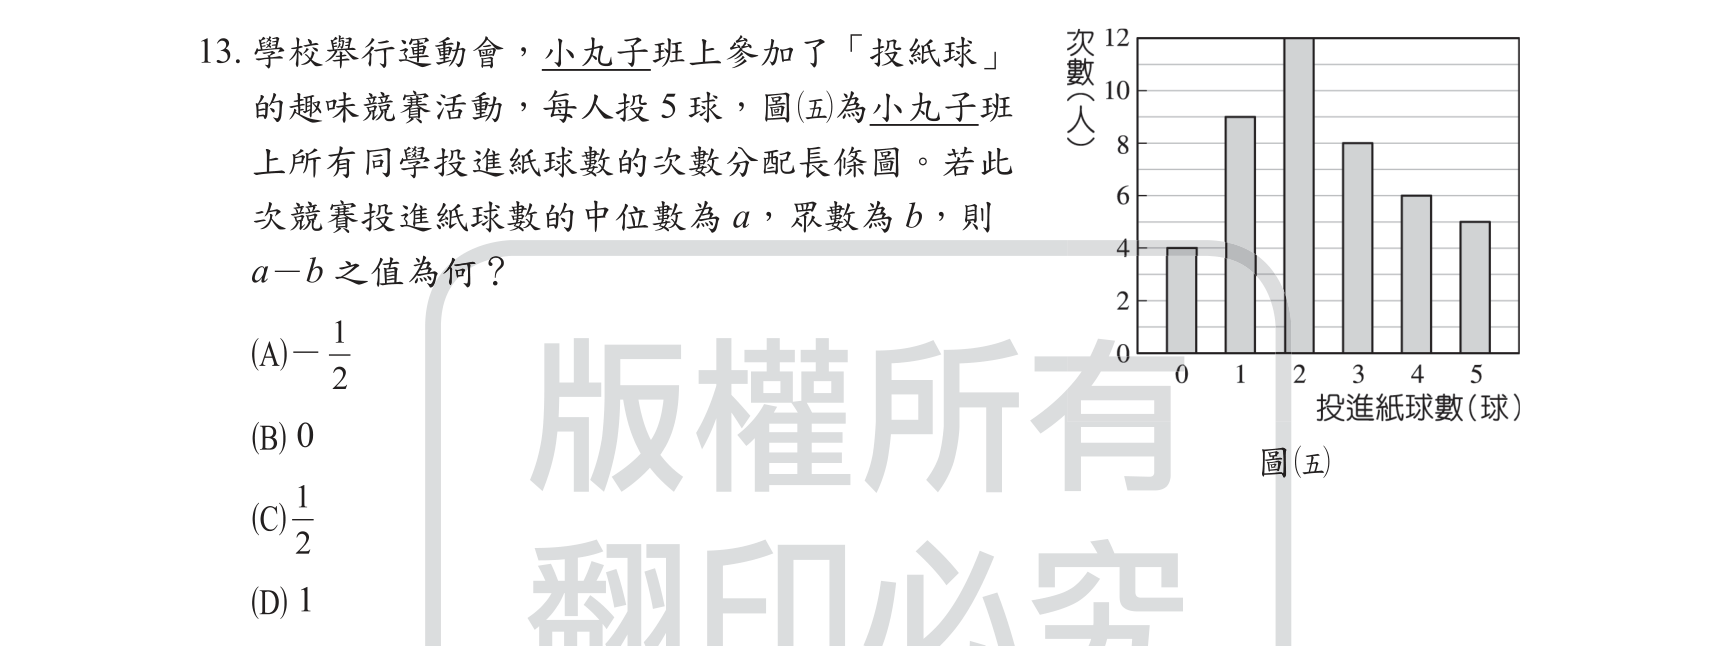 13. 學校舉行運動會，小丸子班上參加了「投紙球」
的趣味競賽活動，每人投 5 球，圖(五)為小丸子班
上所有同學投進紙球數的次數分配長條圖。若此
次競賽投進紙球數的中位數為 a，眾數為 b，則
a－b 之值為何？
(A)－1/2
(B) 0
(C) 1/2
(D) 1
次數(人)
12
10
8
6
4
2
0
0 1 2 3 4 5
投進紙球數(球)
圖(五)
版權所有
翻印必究